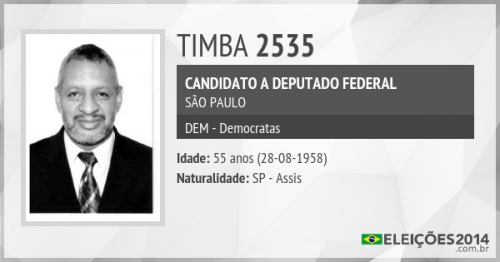 TIMBA 2535
CANDIDATO A DEPUTADO FEDERAL
SÃO PAULO
DEM - Democratas
Idade: 55 anos (28-08-1958)
Naturalidade: SP - Assis
ELEIÇÕES2014
.com.br